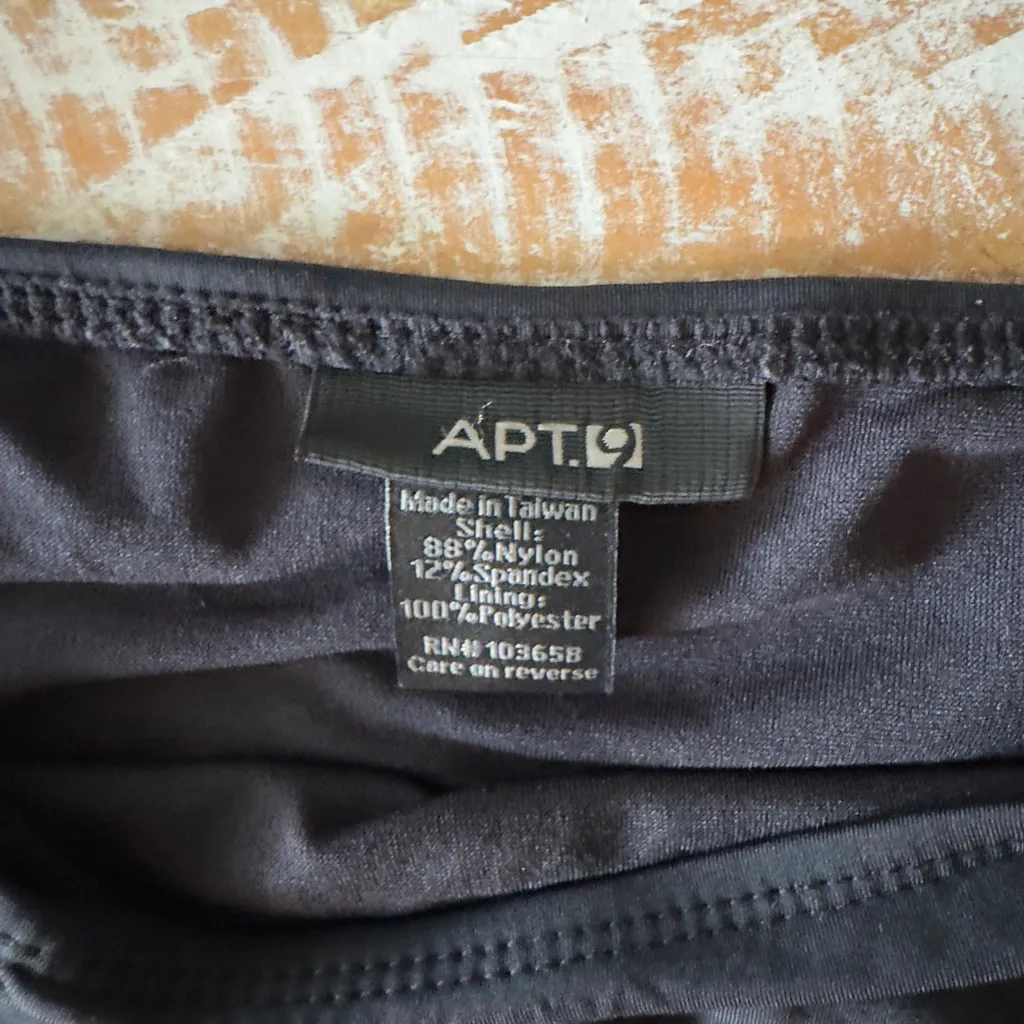 APT.9
Made in Taiwan
Shell:
88%Nylon
12%Spandex
Lining:
100%Polyester
RN# 103658
Care on reverse